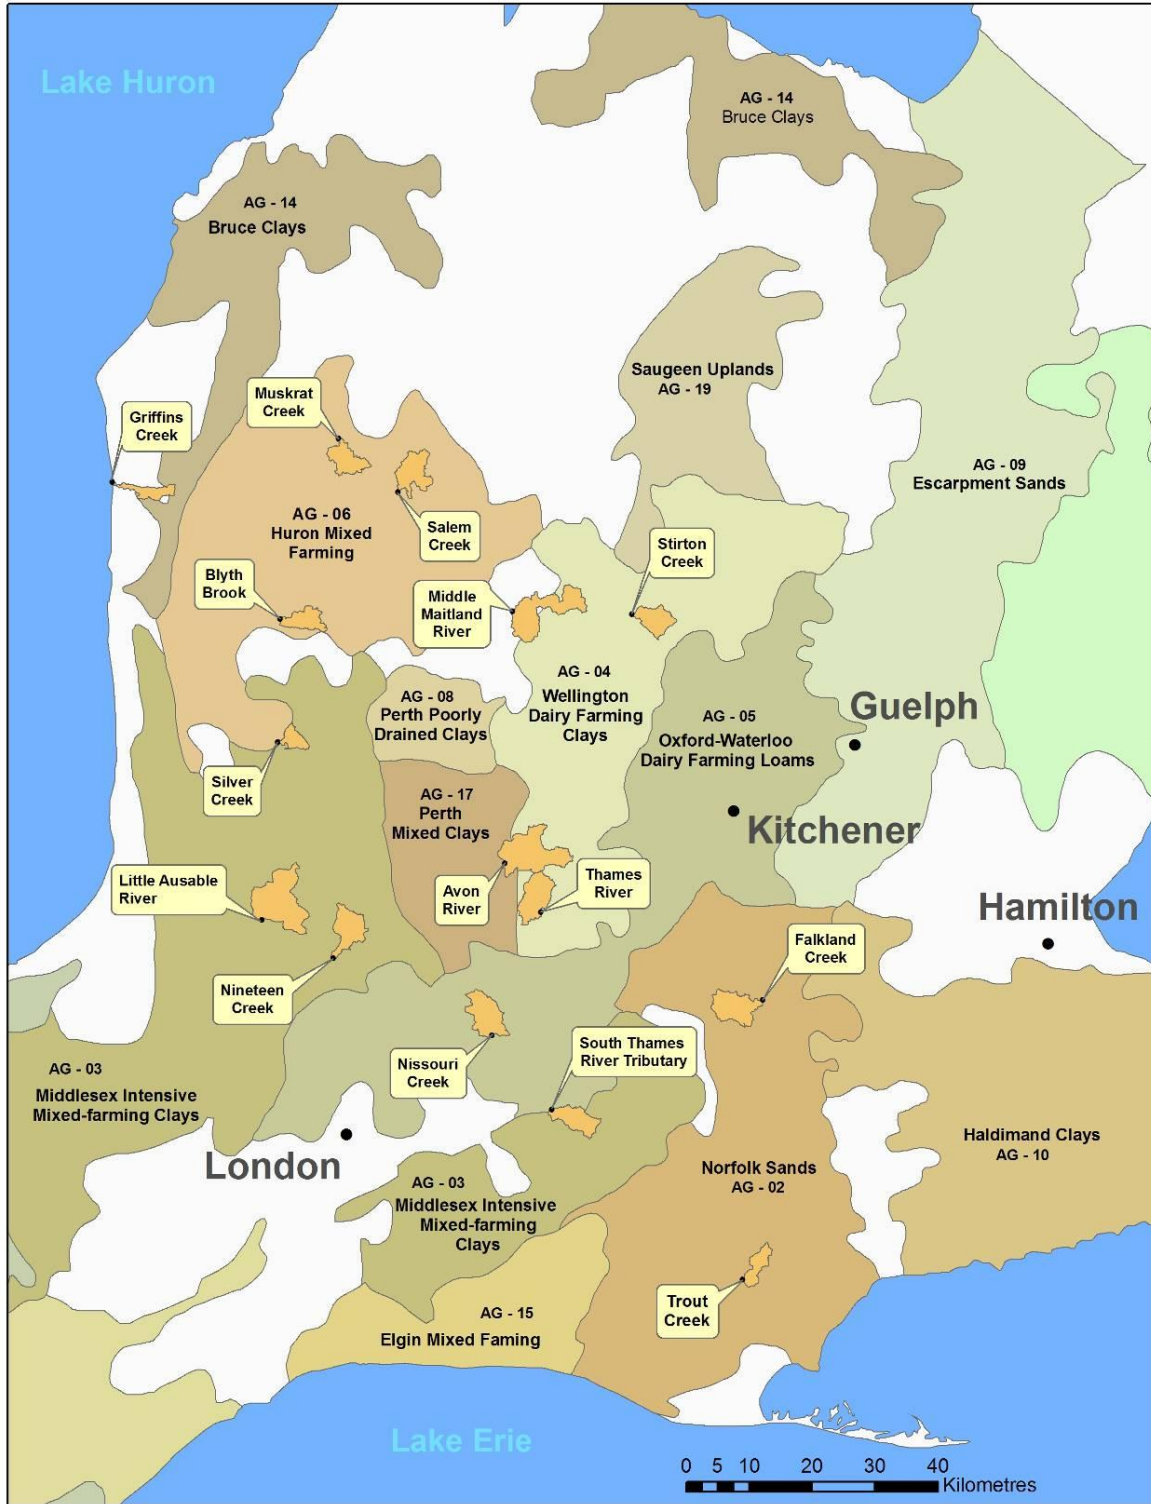 Lake Huron
AG - 14
Bruce Clays
AG - 14
Bruce Clays
Saugeen Uplands
AG - 19
Muskrat
Creek
Griffins
Creek
AG - 09
Escarpment Sands
AG - 06
Huron Mixed
Farming
Salem
Creek
Stirton
Creek
Blyth
Brook
Middle
Maitland
River
AG - 04
Wellington
Dairy Farming
Clays
AG - 08
Perth Poorly
Drained Clays
AG - 05
Oxford-Waterloo
Dairy Farming Loams
Guelph
Silver
Creek
AG - 17
Perth
Mixed Clays
Kitchener
Little Ausable
River
Avon
River
Thames
River
Hamilton
Falkland
Creek
Nineteen
Creek
Nissouri
Creek
South Thames
River Tributary
AG - 03
Middlesex Intensive
Mixed-farming Clays
London
Haldimand Clays
AG - 10
Norfolk Sands
AG - 02
AG - 03
Middlesex Intensive
Mixed-farming
Clays
Trout
Creek
AG - 15
Elgin Mixed Faming
Lake Erie
0 5 10 20 30 40
Kilometres